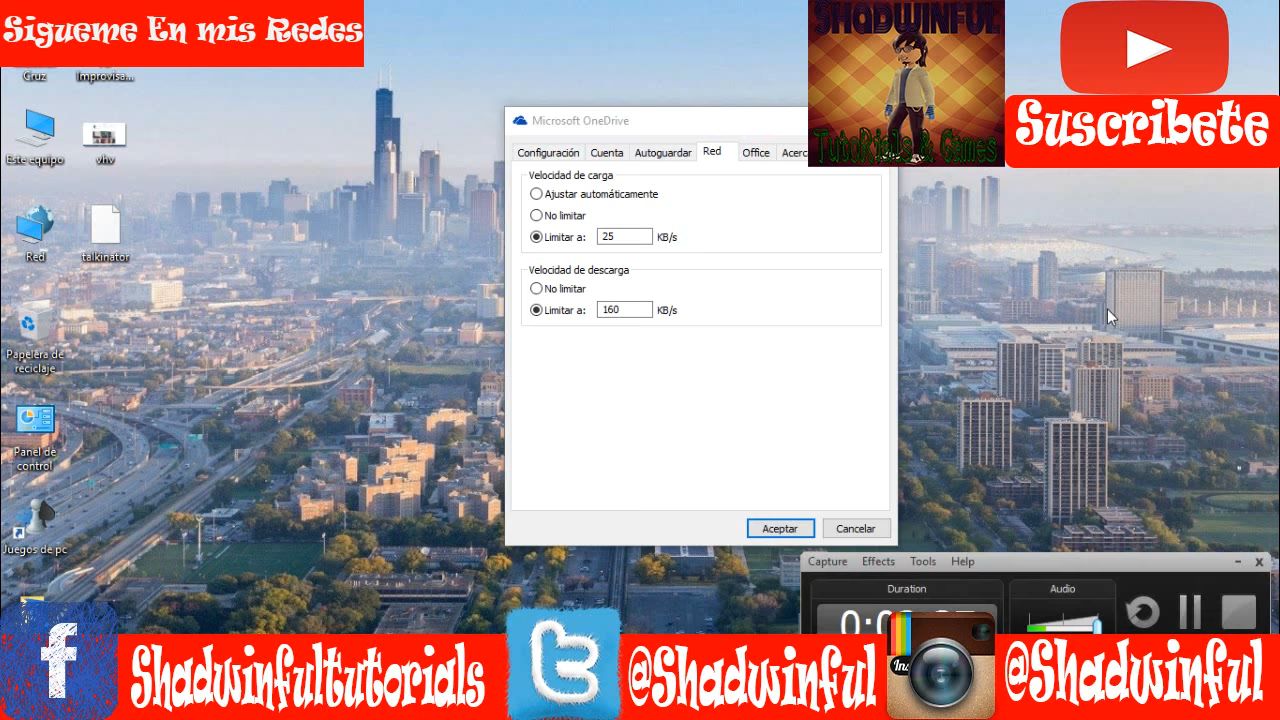 Sigueme En mis Redes
SHADWINFUL
TutoRials & Games
Suscribete
Cruz
Improvisa...
Este equipo
vhv
Red
talkinator
Papelera de
reciclaje
Panel de
control
Juegos de pc
Microsoft OneDrive
Configuración
Cuenta
Autoguardar
Red
Office
Acerc
Velocidad de carga
Ajustar automáticamente
No limitar
Limitar a: 25 KB/s
Velocidad de descarga
No limitar
Limitar a: 160 KB/s
Aceptar
Cancelar
Capture Effects Tools Help
Duration
Audio
Shadwinfultutorials
@Shadwinful
@Shadwinful